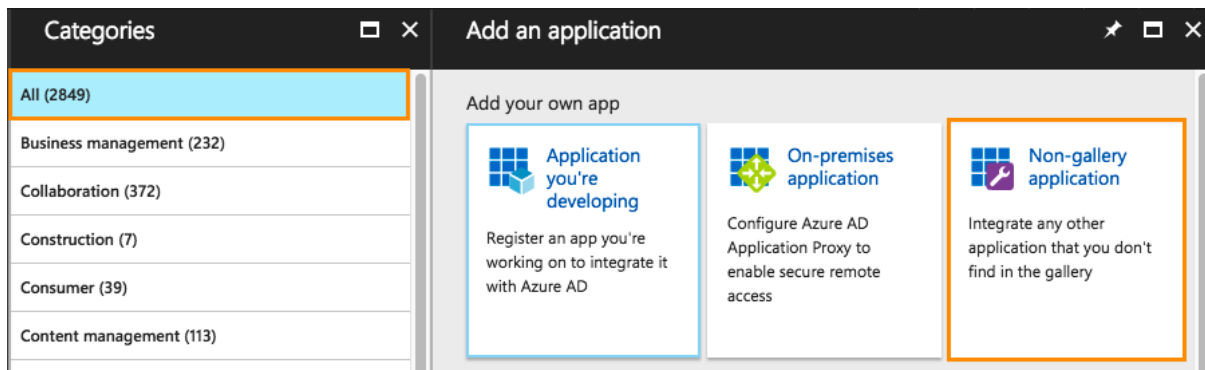 Categories
All (2849)
Business management (232)
Collaboration (372)
Construction (7)
Consumer (39)
Content management (113)
Add an application
Add your own app
Application
you're
developing
Register an app you're
working on to integrate it
with Azure AD
On-premises
application
Configure Azure AD
Application Proxy to
enable secure remote
access
Non-gallery
application
Integrate any other
application that you don't
find in the gallery